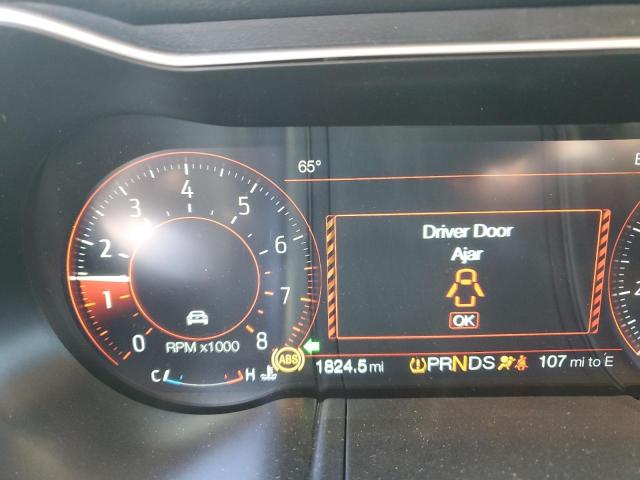 65°
Driver Door
Ajar
OK
0 1 2 3 4 5 6 7 8
RPM x1000
C H
ABS
1824.5 mi
PRNDS
107 mi to E
2